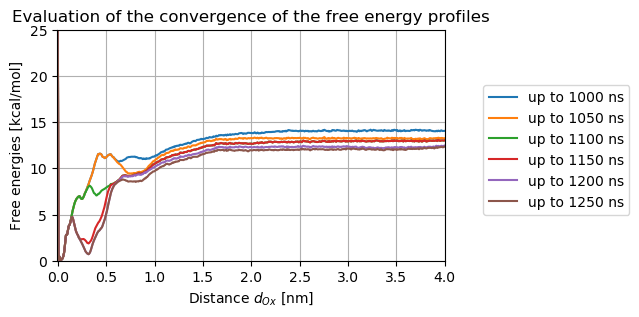 Evaluation of the convergence of the free energy profiles
Free energies [kcal/mol]
25
20
15
10
5
0
0.0 0.5 1.0 1.5 2.0 2.5 3.0 3.5 4.0
Distance d_{Ox} [nm]
up to 1000 ns
up to 1050 ns
up to 1100 ns
up to 1150 ns
up to 1200 ns
up to 1250 ns